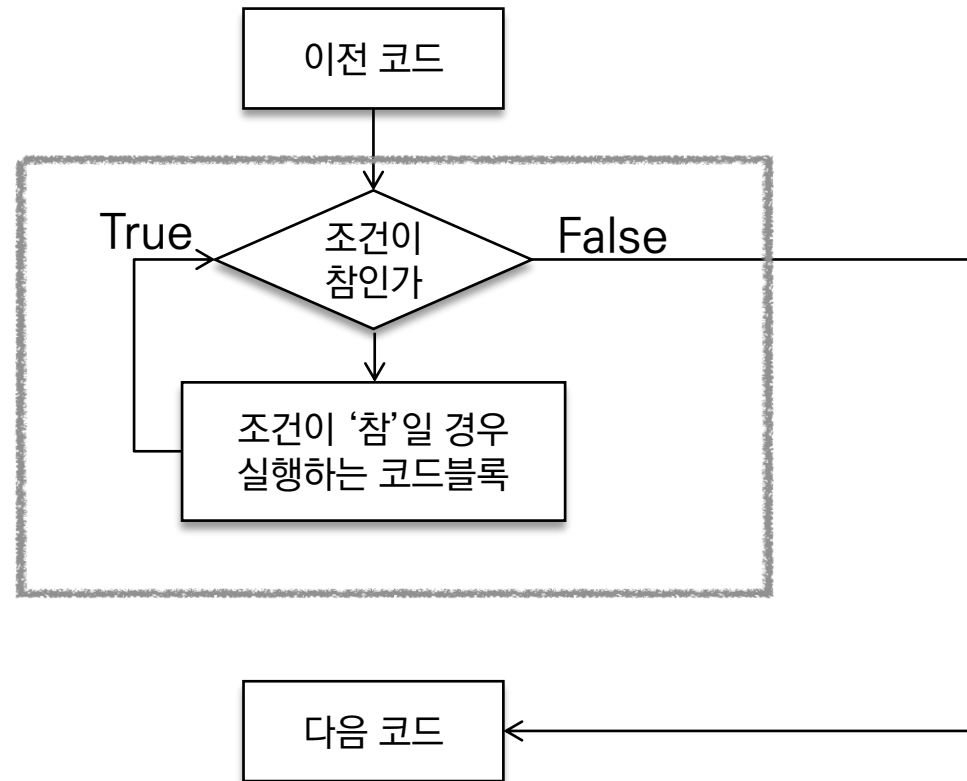 이전 코드
True
조건이
참인가
False
조건이 ‘참’일 경우
실행하는 코드블록
다음 코드